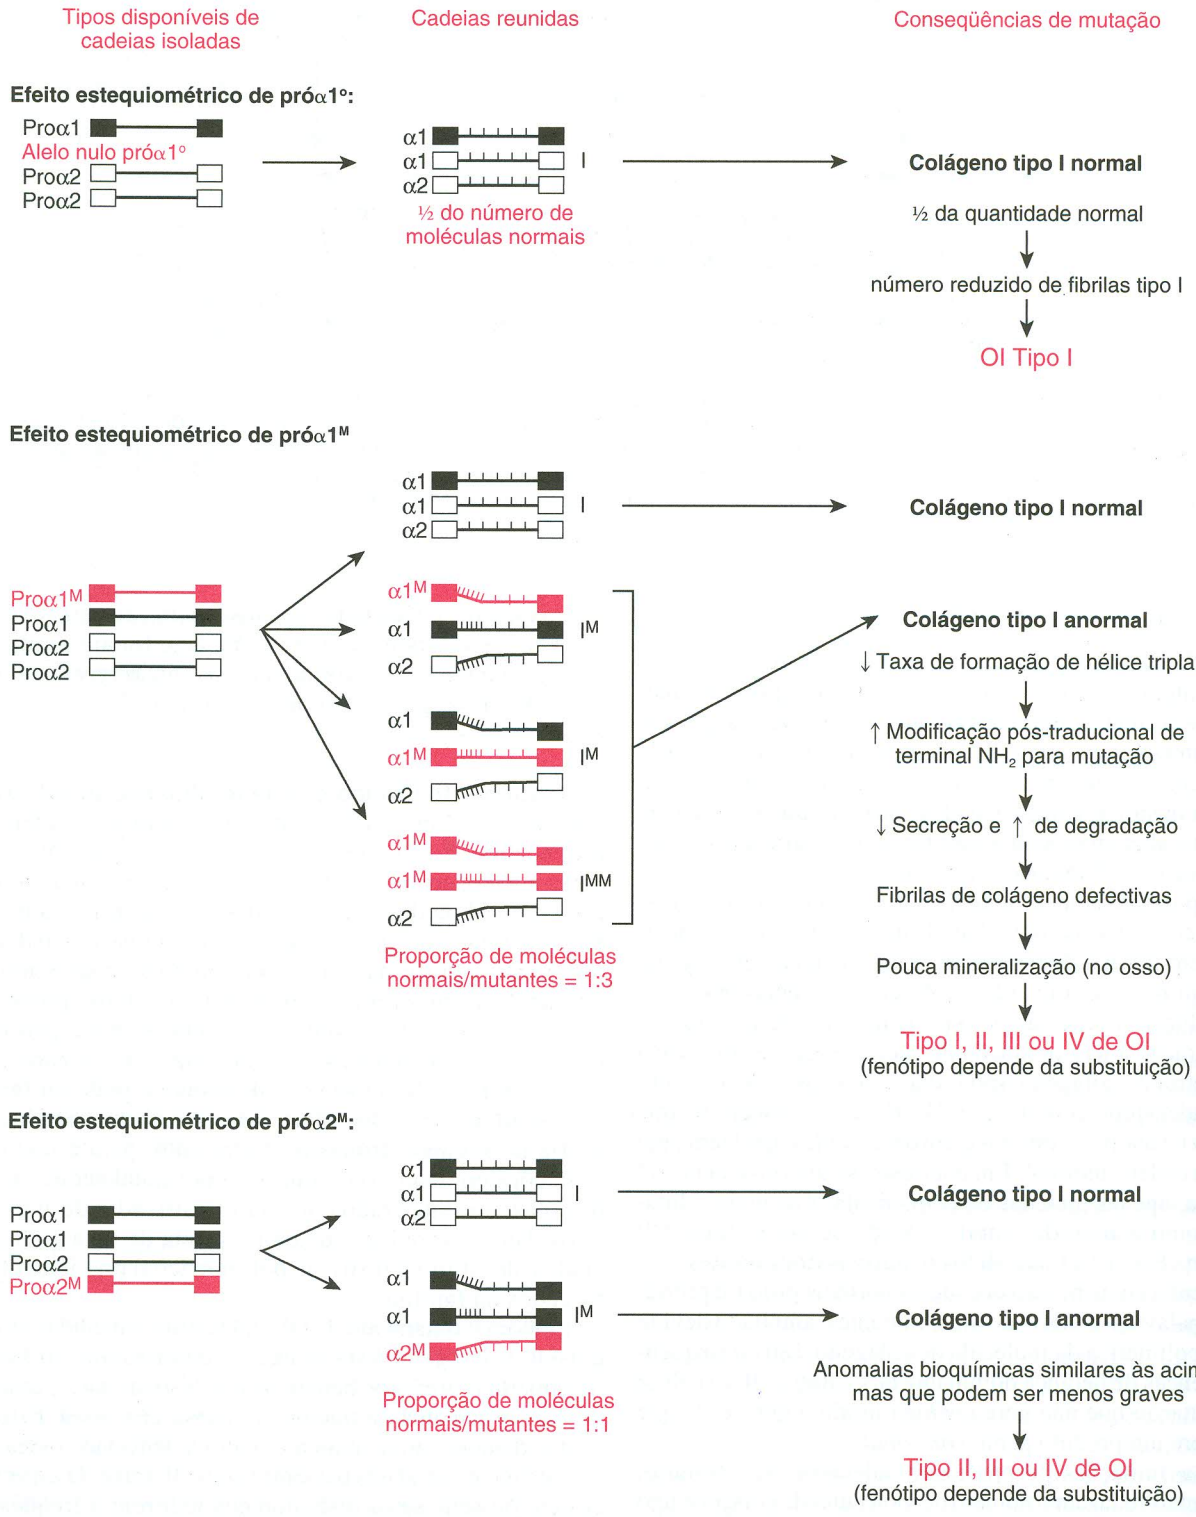 Tipos disponíveis de
cadeias isoladas
Cadeias reunidas
Conseqüências de mutação
Efeito estequiométrico de próα1º:
Proα1
Alelo nulo próα1º
Proα2
Proα2
α1
α1
α2
I
½ do número de
moléculas normais
Colágeno tipo I normal
½ da quantidade normal
número reduzido de fibrilas tipo I
OI Tipo I
Efeito estequiométrico de próα1ᴹ
Proα1ᴹ
Proα1
Proα2
Proα2
α1
α1
α2
I
Colágeno tipo I normal
α1ᴹ
α1
α2
Iᴹ
α1
α1ᴹ
α2
Iᴹ
α1ᴹ
α1ᴹ
α2
Iᴹᴹ
Proporção de moléculas
normais/mutantes = 1:3
Colágeno tipo I anormal
↓ Taxa de formação de hélice tripla
↑ Modificação pós-traducional de
terminal NH₂ para mutação
↓ Secreção e ↑ de degradação
Fibrilas de colágeno defectivas
Pouca mineralização (no osso)
Tipo I, II, III ou IV de OI
(fenótipo depende da substituição)
Efeito estequiométrico de próα2ᴹ:
Proα1
Proα1
Proα2
Proα2ᴹ
α1
α1
α2
I
Colágeno tipo I normal
α1
α1
α2ᴹ
Iᴹ
Proporção de moléculas
normais/mutantes = 1:1
Colágeno tipo I anormal
Anomalias bioquímicas similares às acim
mas que podem ser menos graves
Tipo II, III ou IV de OI
(fenótipo depende da substituição)